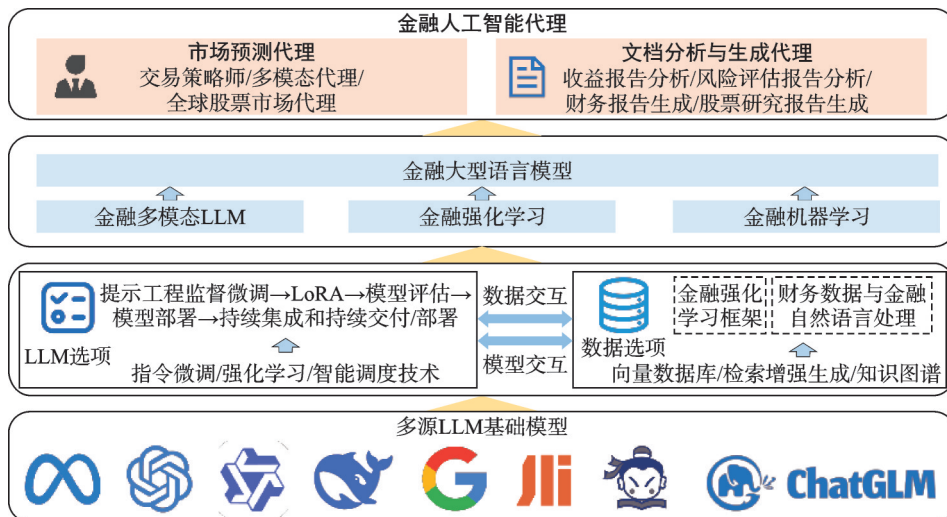 金融人工智能代理
市场预测代理
交易策略师/多模态代理/
全球股票市场代理
文档分析与生成代理
收益报告分析/风险评估报告分析/
财务报告生成/股票研究报告生成
金融大型语言模型
金融多模态LLM
金融强化学习
金融机器学习
提示工程监督微调→LoRA→模型评估→
模型部署→持续集成和持续交付/部署
LLM选项
指令微调/强化学习/智能调度技术
数据交互
模型交互
金融强化
学习框架
财务数据与金融
自然语言处理
数据选项
向量数据库/检索增强生成/知识图谱
多源LLM基础模型
ChatGLM